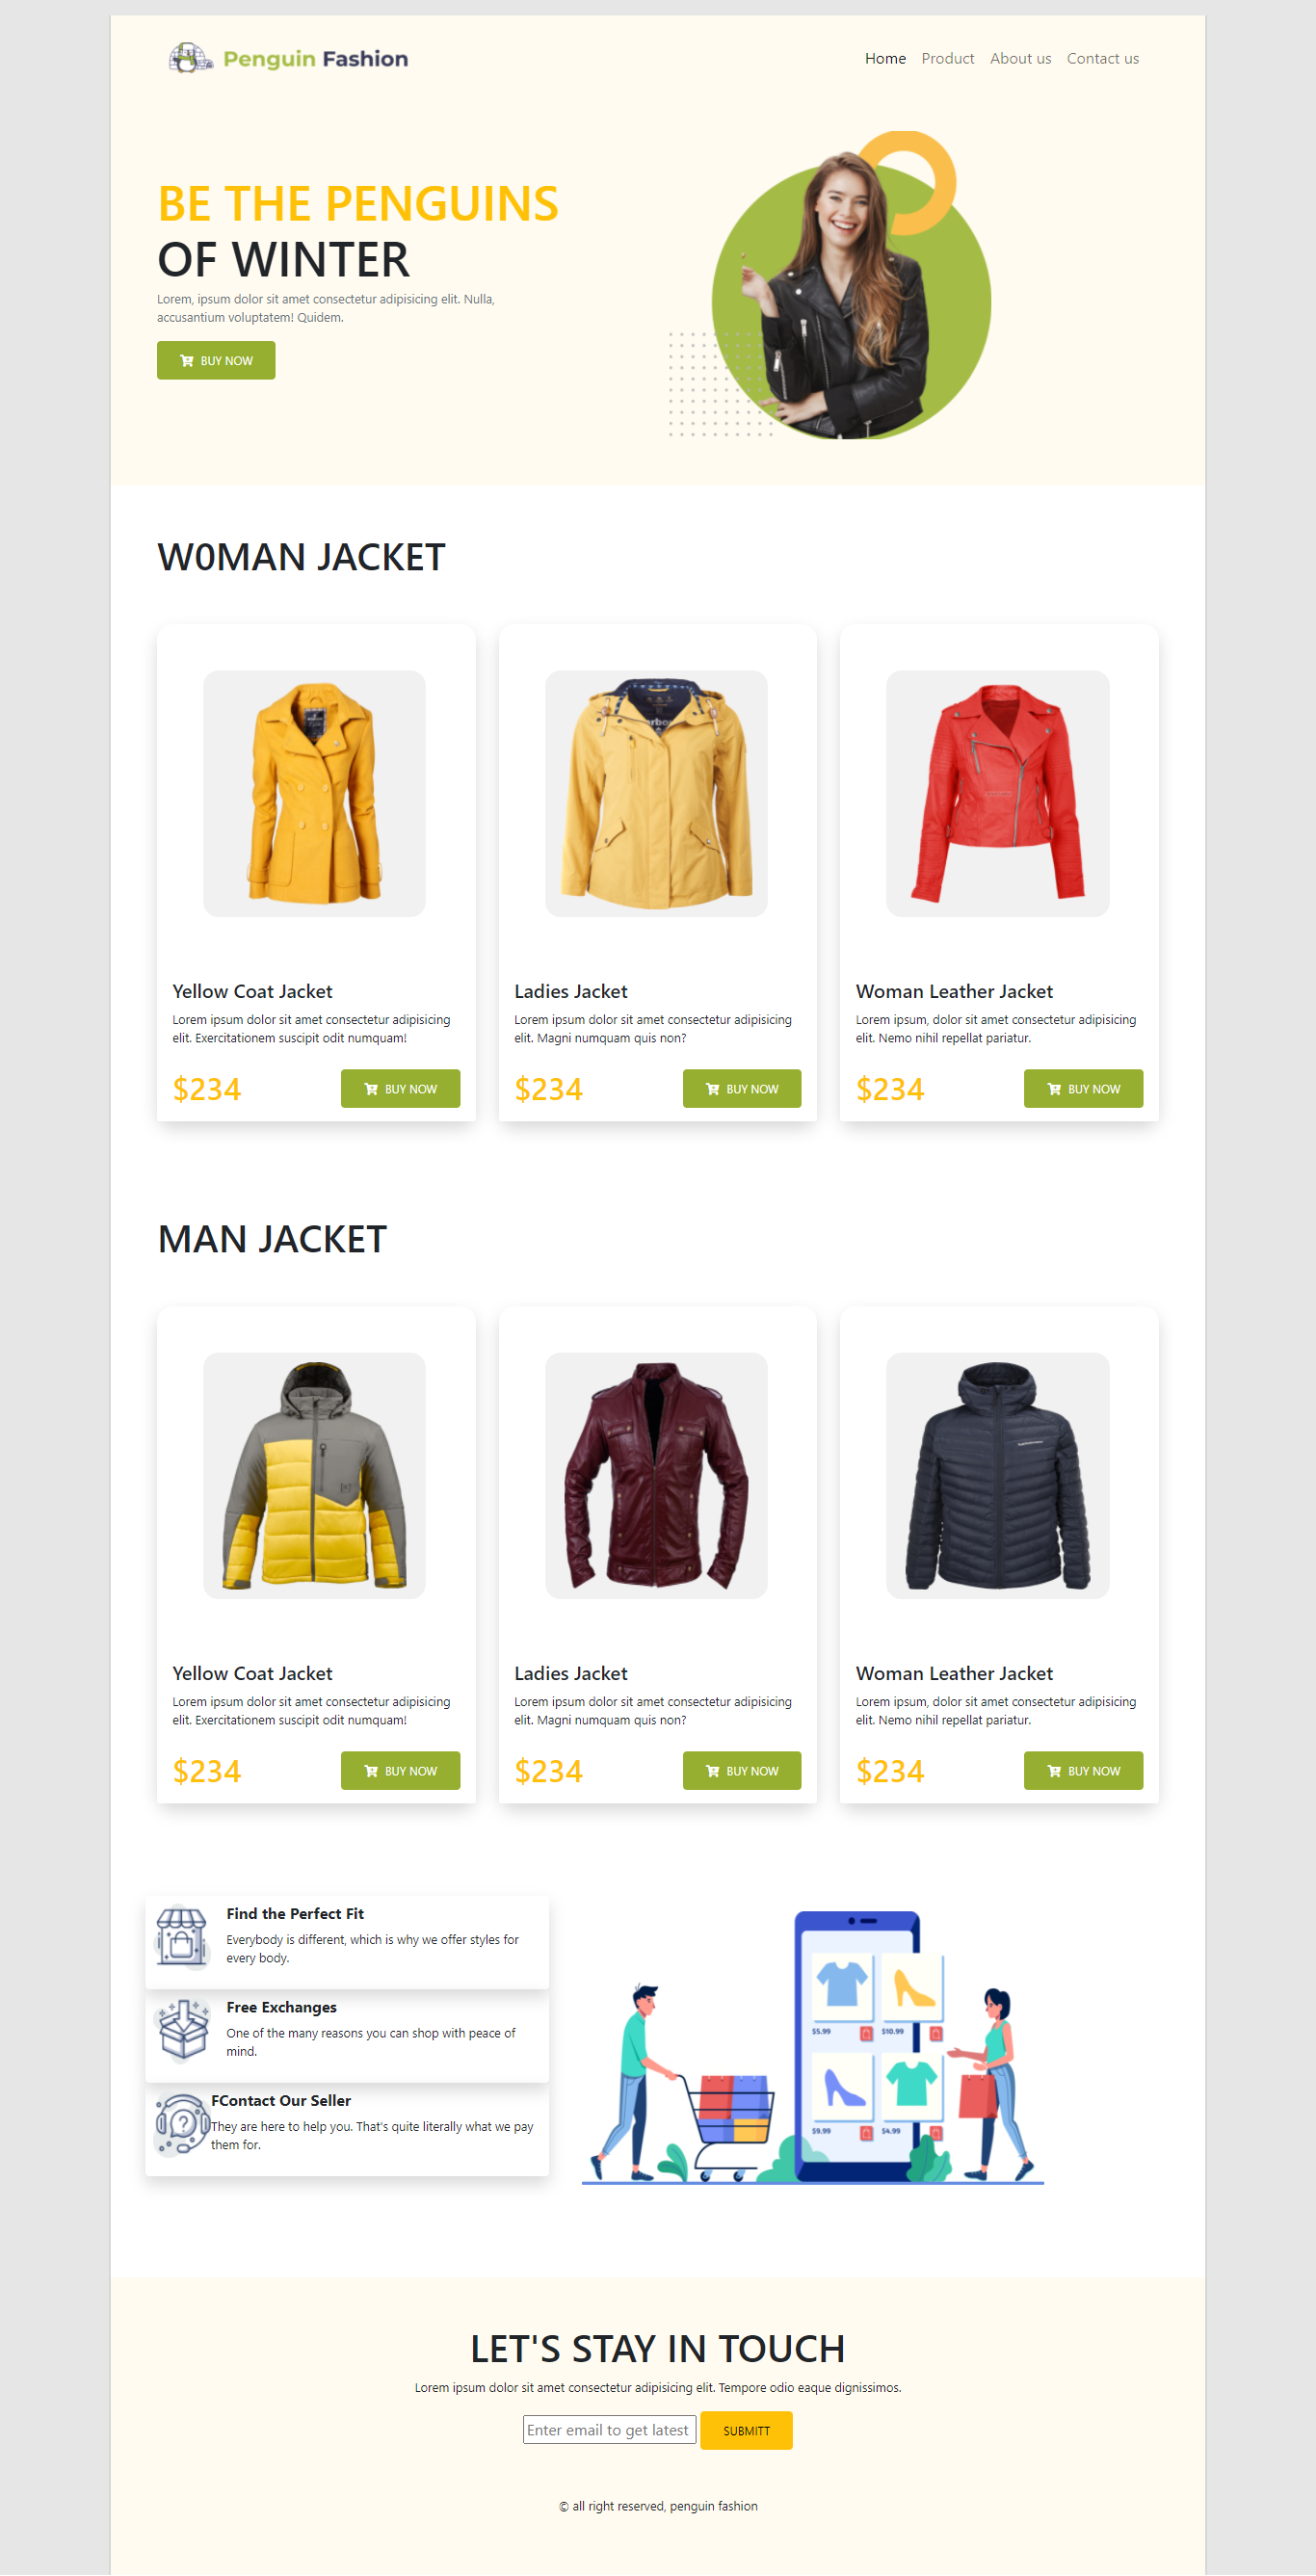 Penguin Fashion
Home Product About us Contact us
BE THE PENGUINS
OF WINTER
Lorem, ipsum dolor sit amet consectetur adipisicing elit. Nulla,
accusantium voluptatem! Quidem.
BUY NOW
W0MAN JACKET
Yellow Coat Jacket
Lorem ipsum dolor sit amet consectetur adipisicing
elit. Exercitationem suscipit odit numquam!
$234
BUY NOW
Ladies Jacket
Lorem ipsum dolor sit amet consectetur adipisicing
elit. Magni numquam quis non?
$234
BUY NOW
Woman Leather Jacket
Lorem ipsum, dolor sit amet consectetur adipisicing
elit. Nemo nihil repellat pariatur.
$234
BUY NOW
MAN JACKET
Yellow Coat Jacket
Lorem ipsum dolor sit amet consectetur adipisicing
elit. Exercitationem suscipit odit numquam!
$234
BUY NOW
Ladies Jacket
Lorem ipsum dolor sit amet consectetur adipisicing
elit. Magni numquam quis non?
$234
BUY NOW
Woman Leather Jacket
Lorem ipsum, dolor sit amet consectetur adipisicing
elit. Nemo nihil repellat pariatur.
$234
BUY NOW
Find the Perfect Fit
Everybody is different, which is why we offer styles for
every body.
Free Exchanges
One of the many reasons you can shop with peace of
mind.
FContact Our Seller
They are here to help you. That's quite literally what we pay
them for.
$5.99 $10.99
$9.99 $4.99
LET'S STAY IN TOUCH
Lorem ipsum dolor sit amet consectetur adipisicing elit. Tempore odio eaque dignissimos.
Enter email to get latest
SUBMITT
© all right reserved, penguin fashion